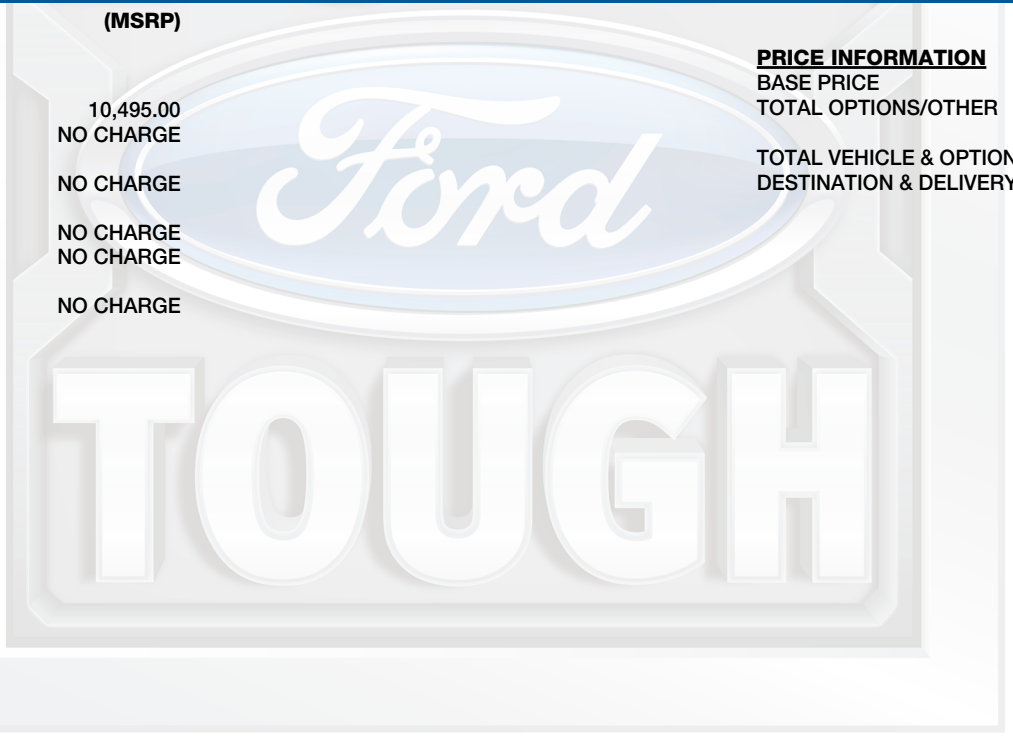 (MSRP)
10,495.00
NO CHARGE
NO CHARGE
NO CHARGE
NO CHARGE
NO CHARGE
PRICE INFORMATION
BASE PRICE
TOTAL OPTIONS/OTHER
TOTAL VEHICLE & OPTION
DESTINATION & DELIVERY
Ford
TOUGH